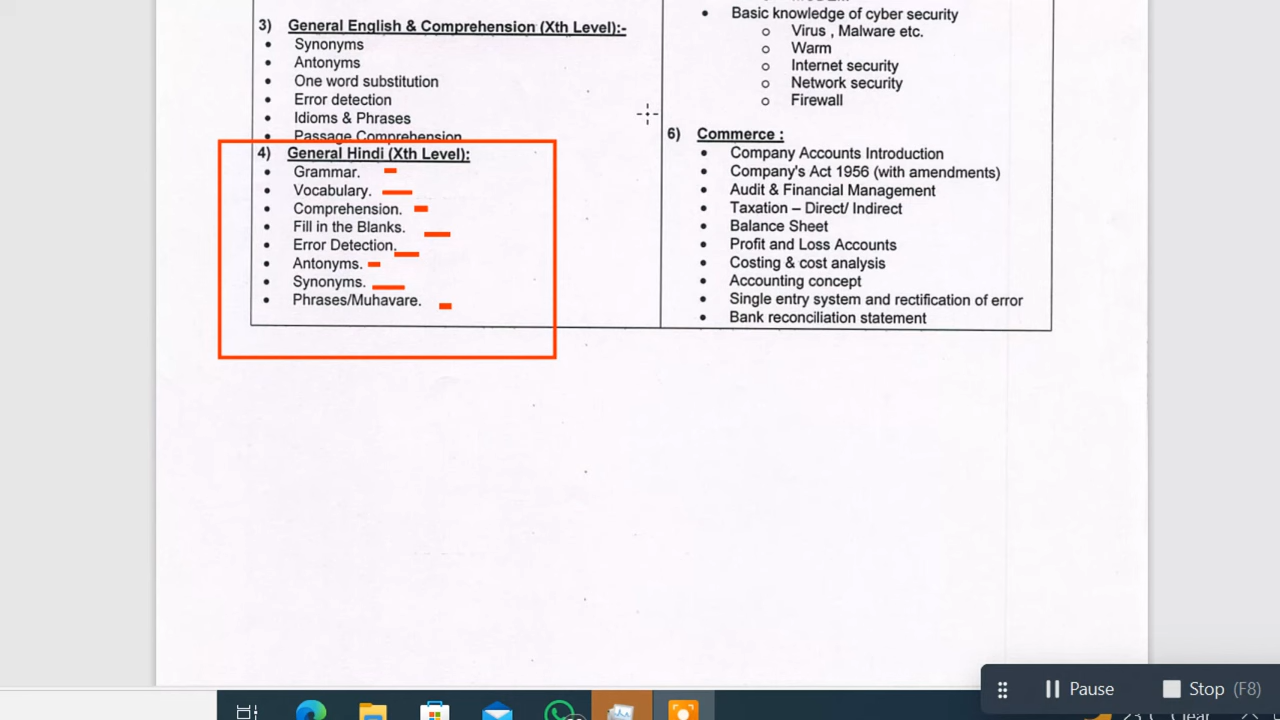 3) General English & Comprehension (Xth Level):-
• Synonyms
• Antonyms
• One word substitution
• Error detection
• Idioms & Phrases
• Passage Comprehension
4) General Hindi (Xth Level):
• Grammar.
• Vocabulary.
• Comprehension.
• Fill in the Blanks.
• Error Detection.
• Antonyms.
• Synonyms.
• Phrases/Muhavare.
• Basic knowledge of cyber security
o Virus , Malware etc.
o Warm
o Internet security
o Network security
o Firewall
6) Commerce :
• Company Accounts Introduction
• Company's Act 1956 (with amendments)
• Audit & Financial Management
• Taxation – Direct/ Indirect
• Balance Sheet
• Profit and Loss Accounts
• Costing & cost analysis
• Accounting concept
• Single entry system and rectification of error
• Bank reconciliation statement
Pause Stop (F8)